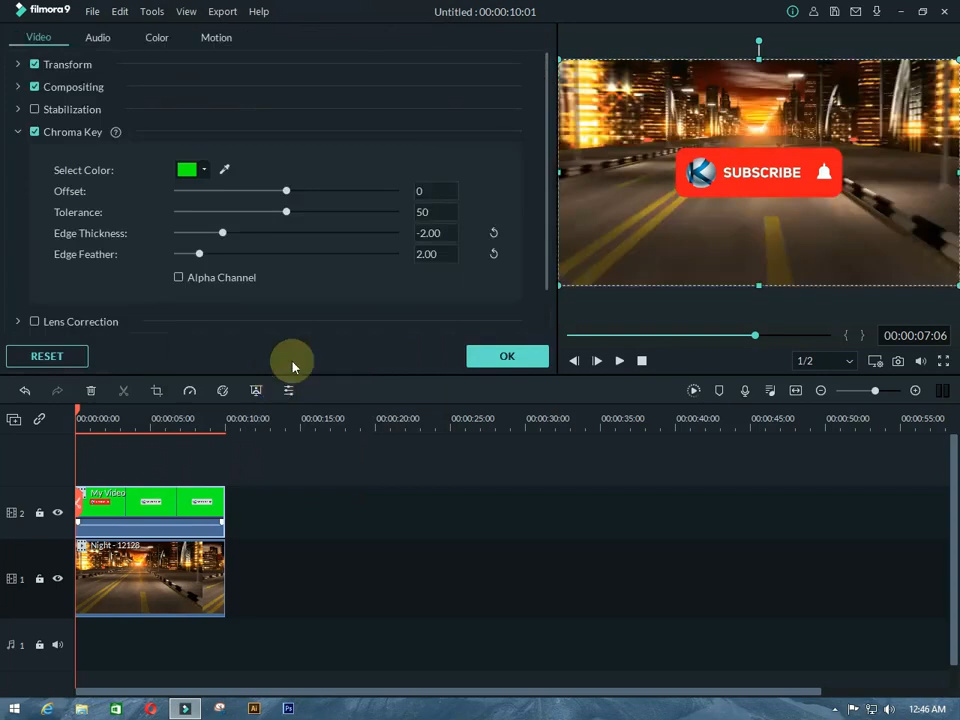 filmora9 File Edit Tools View Export Help Untitled : 00:00:10:01
Video Audio Color Motion
Transform
Compositing
Stabilization
Chroma Key ?
Select Color:
Offset: 0
Tolerance: 50
Edge Thickness: -2.00
Edge Feather: 2.00
Alpha Channel
Lens Correction
RESET OK
SUBSCRIBE
00:00:07:06
1/2
00:00:00:00 00:00:05:00 00:00:10:00 00:00:15:00 00:00:20:00 00:00:25:00 00:00:30:00 00:00:35:00 00:00:40:00 00:00:45:00 00:00:50:00 00:00:55:00
2 My Video
1 Night - 12128
1
12:46 AM